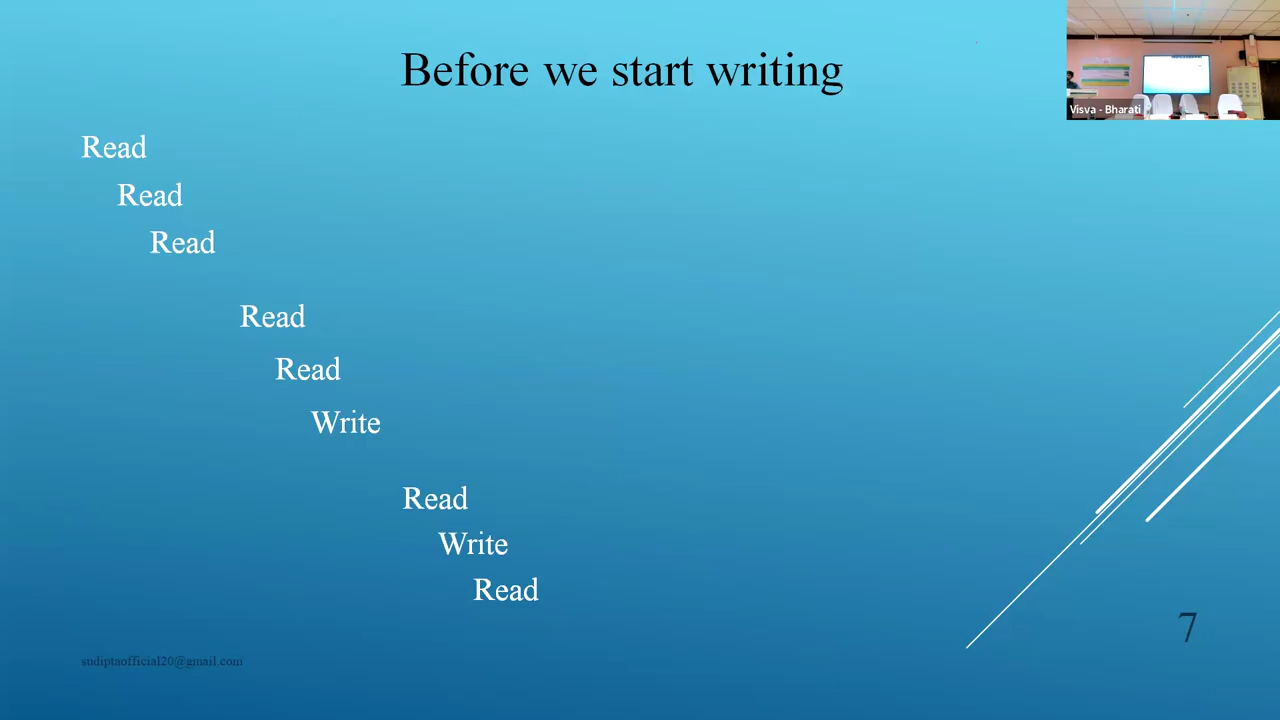 Before we start writing
Visva - Bharati
Read
Read
Read
Read
Read
Write
Read
Write
Read
7
sudiptaofficial20@gmail.com